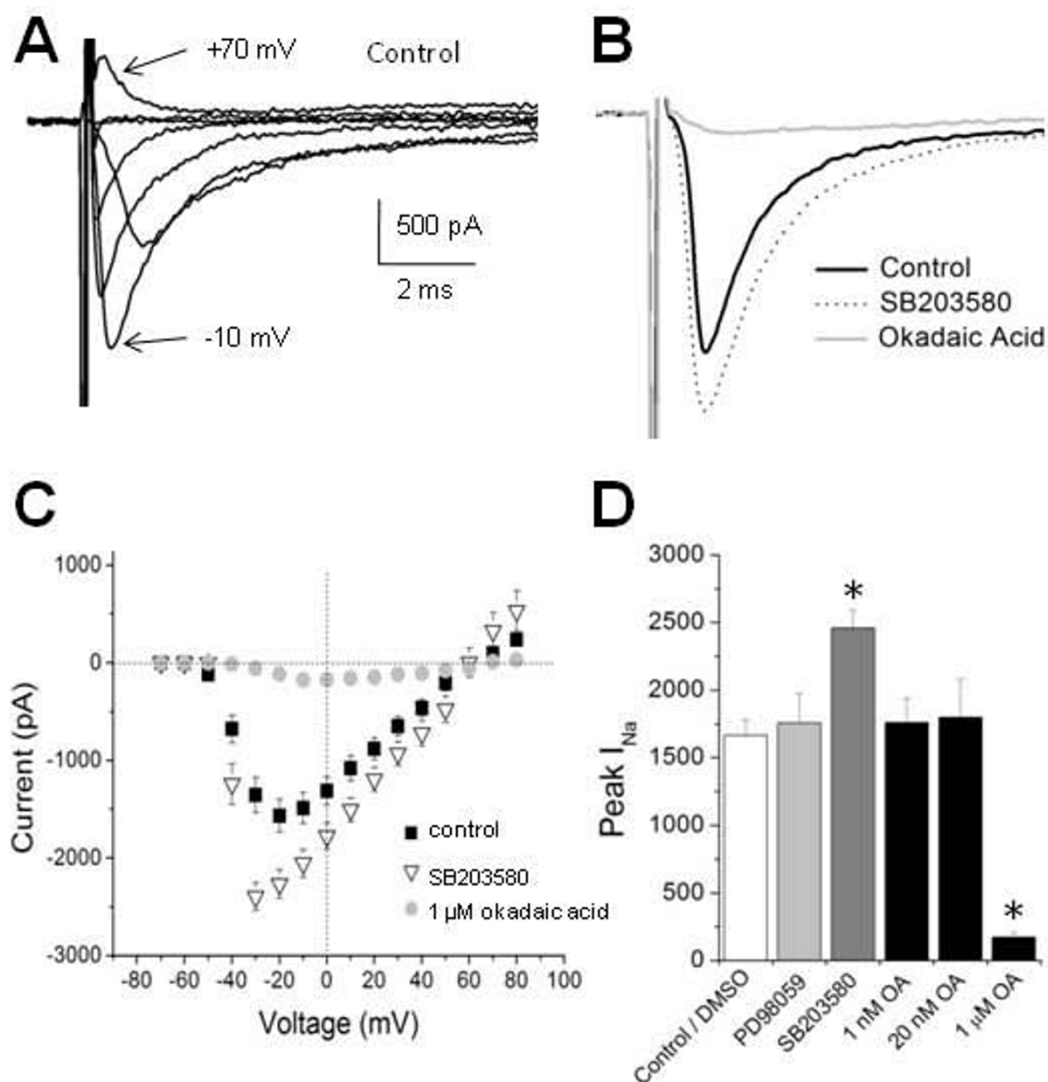 A
+70 mV
Control
500 pA
2 ms
-10 mV
B
Control
SB203580
Okadaic Acid
C
1000
0
-1000
-2000
-3000
Current (pA)
-80 -60 -40 -20 0 20 40 60 80 100
Voltage (mV)
control
SB203580
1 µM okadaic acid
D
3000
2500
2000
1500
1000
500
0
Peak I_Na
*
*
Control / DMSO
PD98059
SB203580
1 nM OA
20 nM OA
1 µM OA